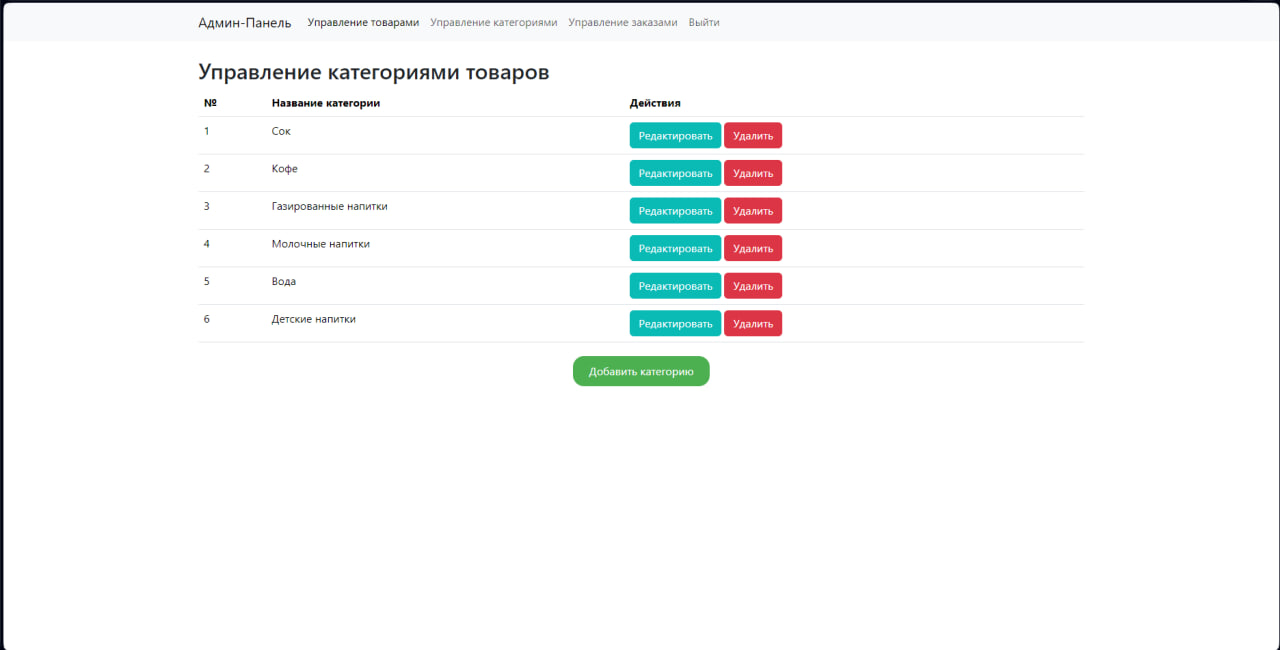 Админ-Панель Управление товарами Управление категориями Управление заказами Выйти
Управление категориями товаров
№ Название категории Действия
1 Сок Редактировать Удалить
2 Кофе Редактировать Удалить
3 Газированные напитки Редактировать Удалить
4 Молочные напитки Редактировать Удалить
5 Вода Редактировать Удалить
6 Детские напитки Редактировать Удалить
Добавить категорию